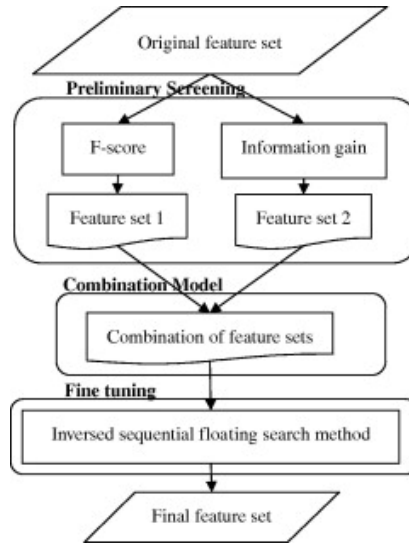 Original feature set
Preliminary Screening
F-score
Information gain
Feature set 1
Feature set 2
Combination Model
Combination of feature sets
Fine tuning
Inversed sequential floating search method
Final feature set